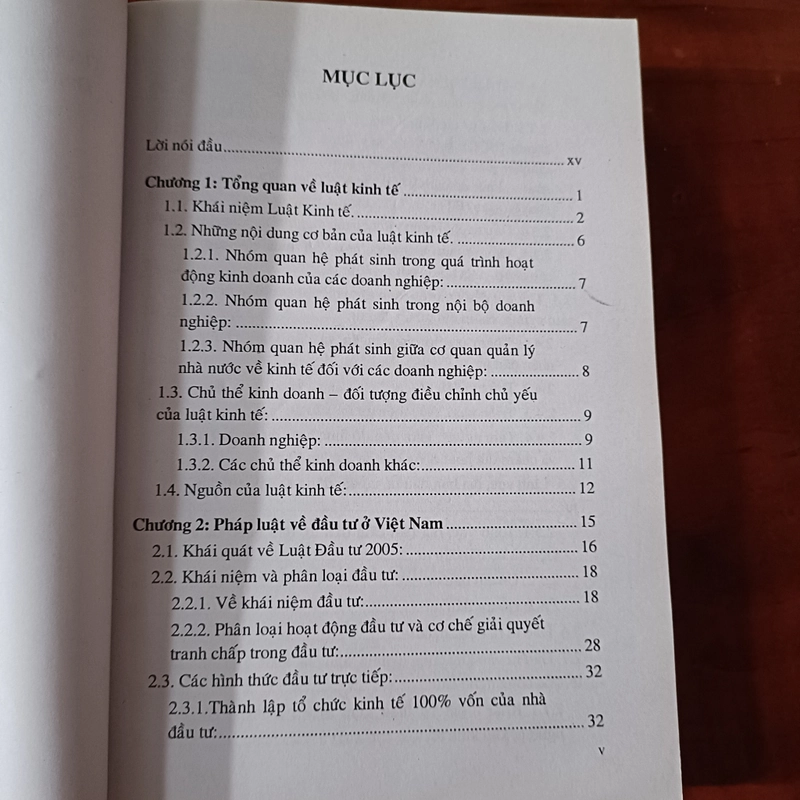 MỤC LỤC
Lời nói đầu.......................................................................... xv
Chương 1: Tổng quan về luật kinh tế ................................... 1
1.1. Khái niệm Luật Kinh tế. .............................................. 2
1.2. Những nội dung cơ bản của luật kinh tế. ......................... 6
1.2.1. Nhóm quan hệ phát sinh trong quá trình hoạt
động kinh doanh của các doanh nghiệp: ............................ 7
1.2.2. Nhóm quan hệ phát sinh trong nội bộ doanh
nghiệp: ..................................................................... 7
1.2.3. Nhóm quan hệ phát sinh giữa cơ quan quản lý
nhà nước về kinh tế đối với các doanh nghiệp: .................... 8
1.3. Chủ thể kinh doanh – đối tượng điều chỉnh chủ yếu
của luật kinh tế: ............................................................. 9
1.3.1. Doanh nghiệp: ..................................................... 9
1.3.2. Các chủ thể kinh doanh khác: ................................. 11
1.4. Nguồn của luật kinh tế: .............................................. 12
Chương 2: Pháp luật về đầu tư ở Việt Nam ........................... 15
2.1. Khái quát về Luật Đầu tư 2005: .................................... 16
2.2. Khái niệm và phân loại đầu tư: ..................................... 18
2.2.1. Về khái niệm đầu tư: ............................................. 18
2.2.2. Phân loại hoạt động đầu tư và cơ chế giải quyết
tranh chấp trong đầu tư: ................................................ 28
2.3. Các hình thức đầu tư trực tiếp: ..................................... 32
2.3.1.Thành lập tổ chức kinh tế 100% vốn của nhà
đầu tư: ....................................................................... 32
v